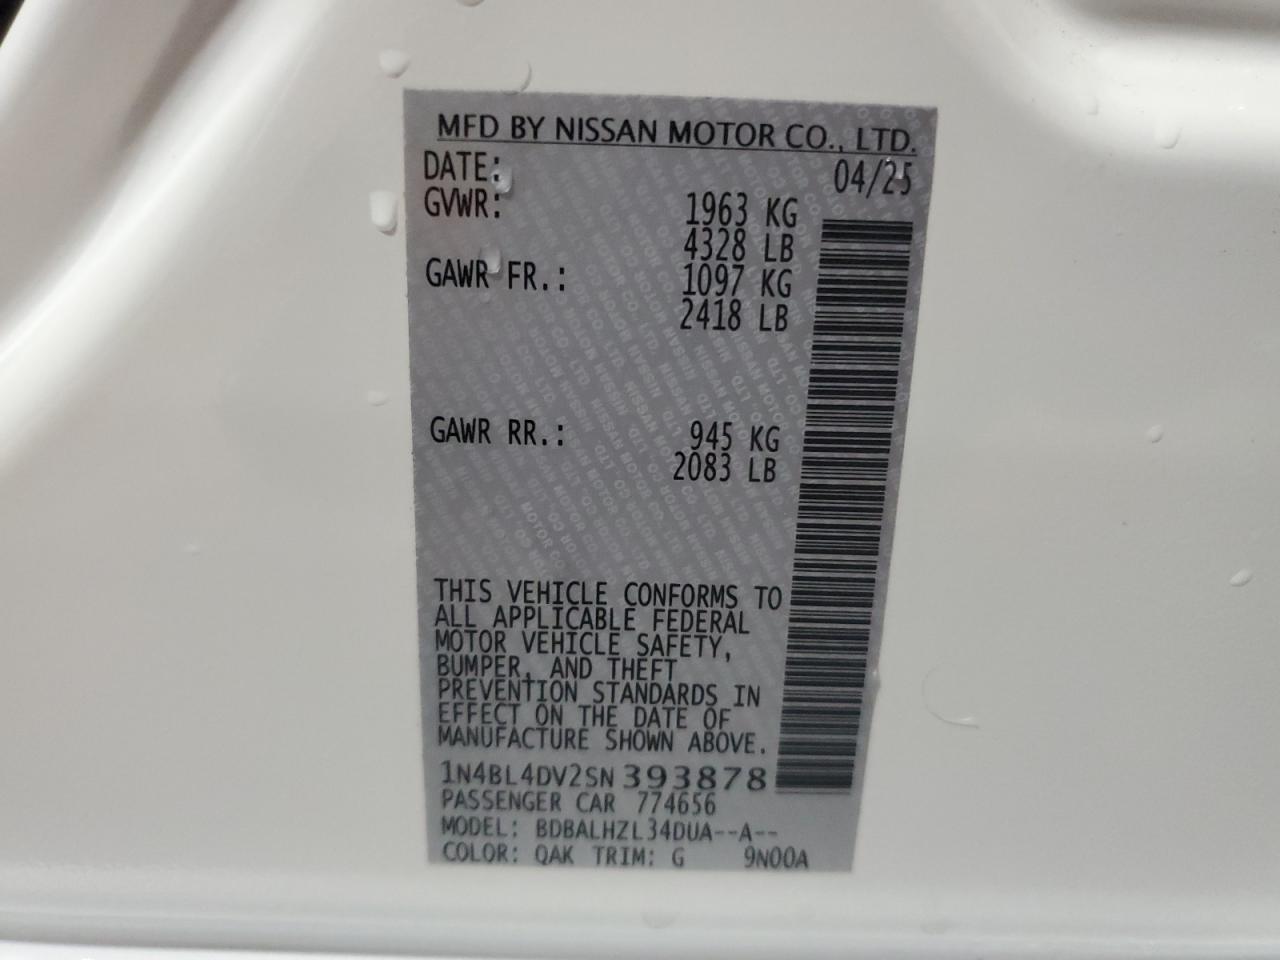 MFD BY NISSAN MOTOR CO., LTD.
DATE: 04/25
GVWR: 1963 KG
4328 LB
GAWR FR.: 1097 KG
2418 LB
GAWR RR.: 945 KG
2083 LB
THIS VEHICLE CONFORMS TO
ALL APPLICABLE FEDERAL
MOTOR VEHICLE SAFETY,
BUMPER, AND THEFT
PREVENTION STANDARDS IN
EFFECT ON THE DATE OF
MANUFACTURE SHOWN ABOVE.
1N4BL4DV2SN393878
PASSENGER CAR 774656
MODEL: BDBALHZL34DUA--A--
COLOR: QAK TRIM: G 9N00A